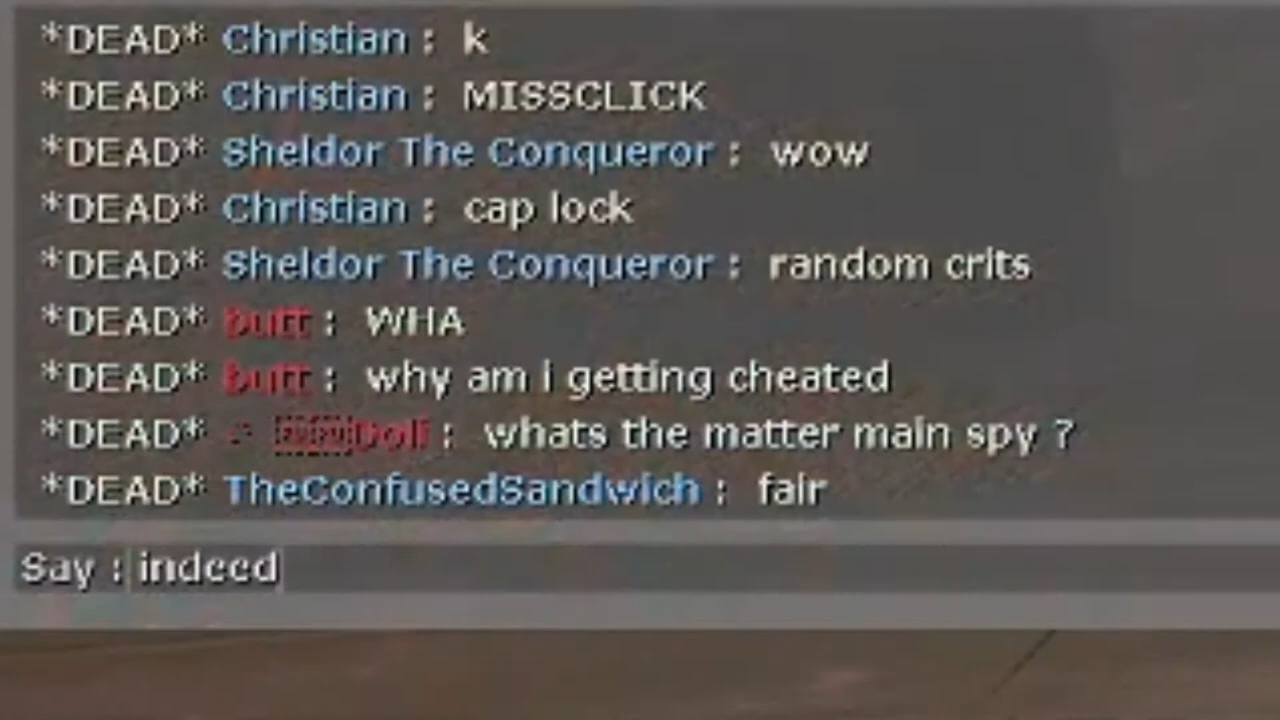 *DEAD* Christian : k
*DEAD* Christian : MISSCLICK
*DEAD* Sheldor The Conqueror : wow
*DEAD* Christian : cap lock
*DEAD* Sheldor The Conqueror : random crits
*DEAD* butt : WHA
*DEAD* butt : why am i getting cheated
*DEAD* : whats the matter main spy ?
*DEAD* TheConfusedSandwich : fair
Say : indeed